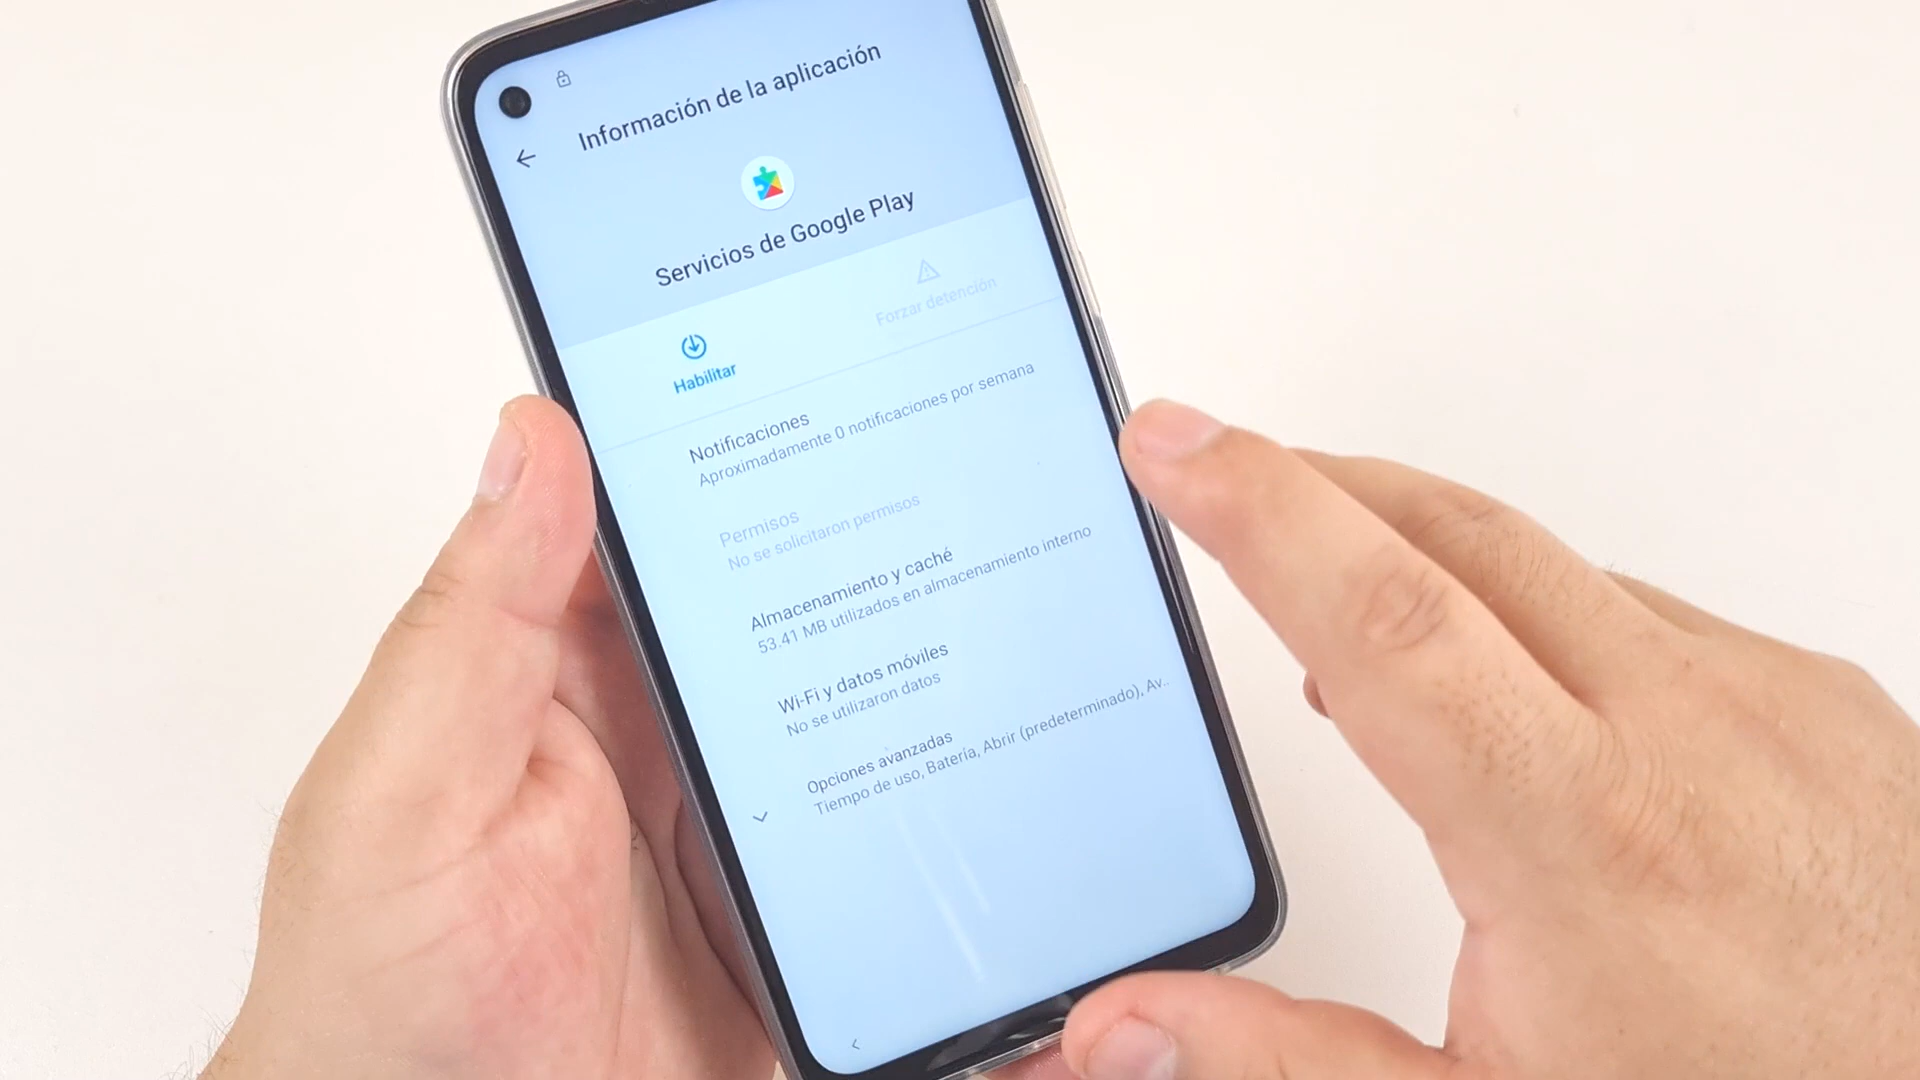 Información de la aplicación
Servicios de Google Play
Habilitar
Forzar detención
Notificaciones
Aproximadamente 0 notificaciones por semana
Permisos
No se solicitaron permisos
Almacenamiento y caché
53.41 MB utilizados en almacenamiento interno
Wi-Fi y datos móviles
No se utilizaron datos
Opciones avanzadas
Tiempo de uso, Batería, Abrir (predeterminado), Av..